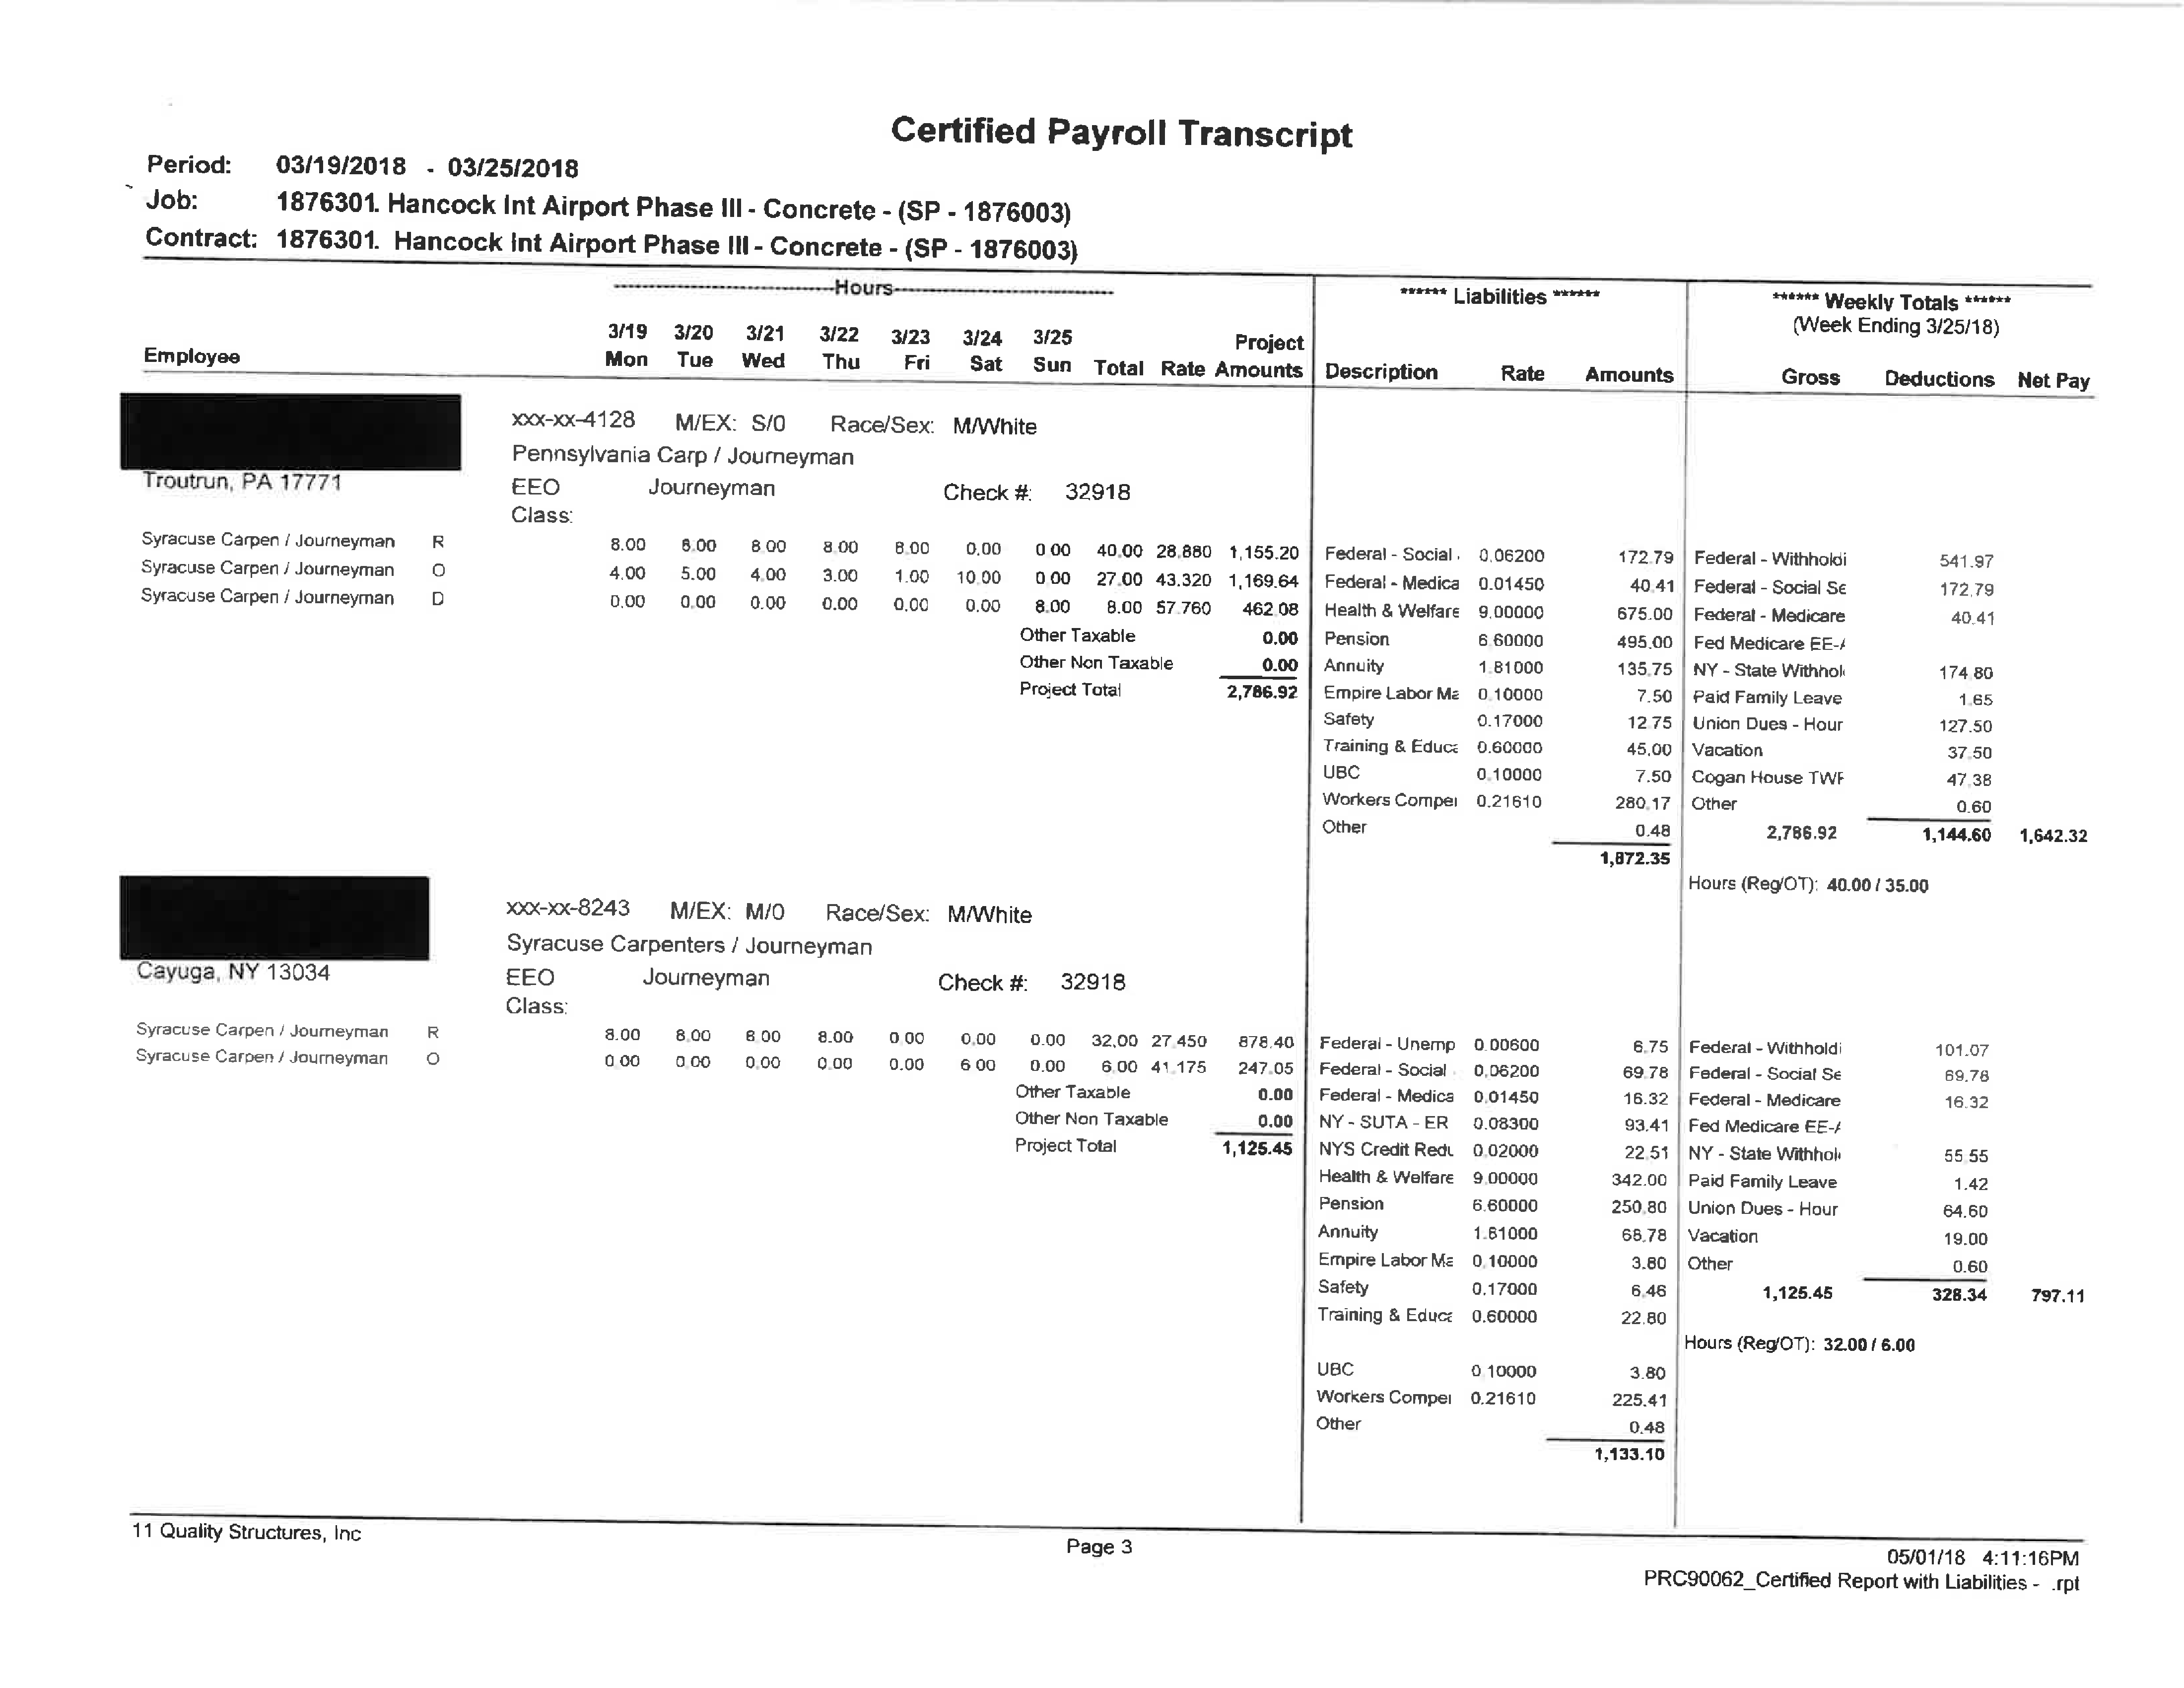 Certified Payroll Transcript
Period: 03/19/2018 - 03/25/2018
Job: 1876301. Hancock Int Airport Phase III - Concrete - (SP - 1876003)
Contract: 1876301. Hancock Int Airport Phase III - Concrete - (SP - 1876003)
Hours
****** Liabilities ******
****** Weekly Totals ******
(Week Ending 3/25/18)
3/19 3/20 3/21 3/22 3/23 3/24 3/25 Project
Employee Mon Tue Wed Thu Fri Sat Sun Total Rate Amounts Description Rate Amounts Gross Deductions Net Pay
xxx-xx-4128 M/EX: S/0 Race/Sex: M/White
Pennsylvania Carp / Journeyman
Troutrun, PA 17771 EEO Journeyman Check #: 32918
Class:
Syracuse Carpen / Journeyman R 8.00 8.00 8.00 8.00 8.00 0.00 0.00 40.00 28.880 1,155.20 Federal - Social . 0.06200 172.79 Federal - Withholdi 541.97
Syracuse Carpen / Journeyman O 4.00 5.00 4.00 3.00 1.00 10.00 0.00 27.00 43.320 1,169.64 Federal - Medica 0.01450 40.41 Federal - Social Se 172.79
Syracuse Carpen / Journeyman D 0.00 0.00 0.00 0.00 0.00 0.00 8.00 8.00 57.760 462.08 Health & Welfare 9.00000 675.00 Federal - Medicare 40.41
Other Taxable 0.00 Pension 6.60000 495.00 Fed Medicare EE-A
Other Non Taxable 0.00 Annuity 1.81000 135.75 NY - State Withhol 174.80
Project Total 2,786.92 Empire Labor Ma 0.10000 7.50 Paid Family Leave 1.65
Safety 0.17000 12.75 Union Dues - Hour 127.50
Training & Educa 0.60000 45.00 Vacation 37.50
UBC 0.10000 7.50 Cogan House TWF 47.38
Workers Compei 0.21610 280.17 Other 0.60
Other 0.48 2,786.92 1,144.60 1,642.32
1,872.35
Hours (Reg/OT): 40.00 / 35.00
xxx-xx-8243 M/EX: M/0 Race/Sex: M/White
Syracuse Carpenters / Journeyman
Cayuga, NY 13034 EEO Journeyman Check #: 32918
Class:
Syracuse Carpen / Journeyman R 8.00 8.00 8.00 8.00 0.00 0.00 0.00 32.00 27.450 878.40 Federal - Unemp 0.00600 6.75 Federal - Withholdi 101.07
Syracuse Carpen / Journeyman O 0.00 0.00 0.00 0.00 0.00 6.00 0.00 6.00 41.175 247.05 Federal - Social 0.06200 69.78 Federal - Social Se 69.78
Other Taxable 0.00 Federal - Medica 0.01450 16.32 Federal - Medicare 16.32
Other Non Taxable 0.00 NY - SUTA - ER 0.08300 93.41 Fed Medicare EE-A
Project Total 1,125.45 NYS Credit Redu 0.02000 22.51 NY - State Withhol 55.55
Health & Welfare 9.00000 342.00 Paid Family Leave 1.42
Pension 6.60000 250.80 Union Dues - Hour 64.60
Annuity 1.81000 68.78 Vacation 19.00
Empire Labor Ma 0.10000 3.80 Other 0.60
Safety 0.17000 6.46 1,125.45 328.34 797.11
Training & Educa 0.60000 22.80
Hours (Reg/OT): 32.00 / 6.00
UBC 0.10000 3.80
Workers Compei 0.21610 225.41
Other 0.48
1,133.10
11 Quality Structures, Inc
Page 3
05/01/18 4:11:16PM
PRC90062_Certified Report with Liabilities - .rpt